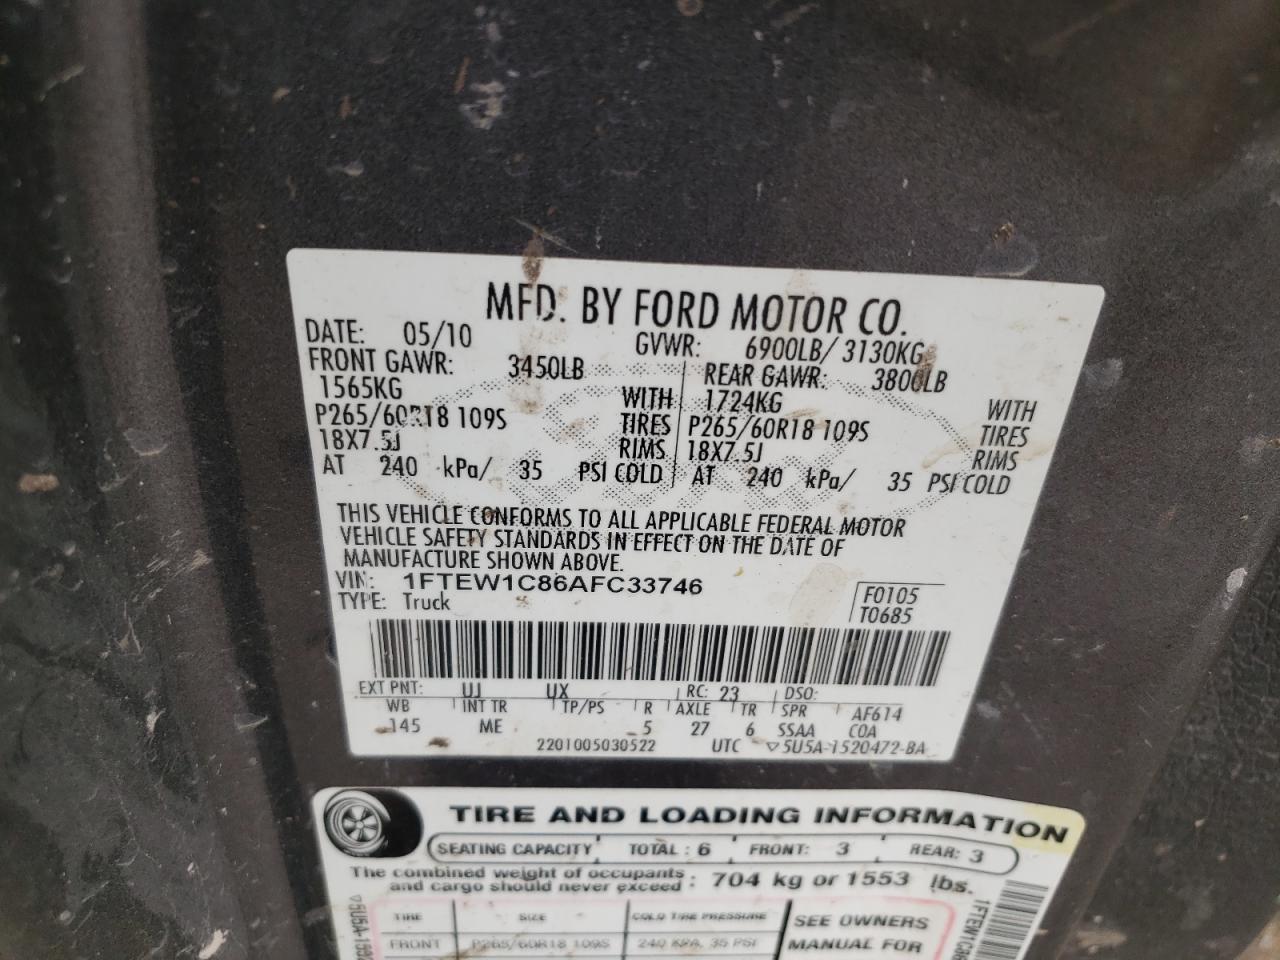 MFD. BY FORD MOTOR CO.
DATE: 05/10 GVWR: 6900LB/ 3130KG
FRONT GAWR: 3450LB REAR GAWR: 3800LB
1565KG WITH 1724KG WITH
P265/60R18 109S TIRES P265/60R18 109S TIRES
18X7.5J RIMS 18X7.5J RIMS
AT 240 kPa/ 35 PSI COLD AT 240 kPa/ 35 PSI COLD
THIS VEHICLE CONFORMS TO ALL APPLICABLE FEDERAL MOTOR
VEHICLE SAFETY STANDARDS IN EFFECT ON THE DATE OF
MANUFACTURE SHOWN ABOVE.
VIN: 1FTEW1C86AFC33746
TYPE: Truck
F0105
T0685
EXT PNT: UJ UX RC: 23 DSO:
WB INT TR TP/PS R AXLE TR SPR AF614
145 ME 5 27 6 SSAA COA
2201005030522 UTC ▽5U5A-1520472-BA
TIRE AND LOADING INFORMATION
SEATING CAPACITY TOTAL : 6 FRONT: 3 REAR: 3
The combined weight of occupants
and cargo should never exceed : 704 kg or 1553 lbs.
TIRE SIZE COLD TIRE PRESSURE SEE OWNERS
FRONT P265/60R18 109S 240 KPA, 35 PSI MANUAL FOR